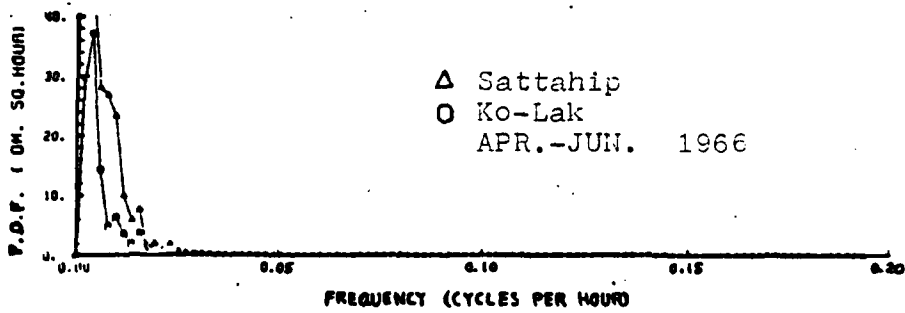 P.D.F. ( DM. SQ.HOUR)
40.
30.
20.
10.
0.
△ Sattahip
O Ko-Lak
APR.-JUN. 1966
0.00
0.05
0.10
0.15
0.20
FREQUENCY (CYCLES PER HOUR)